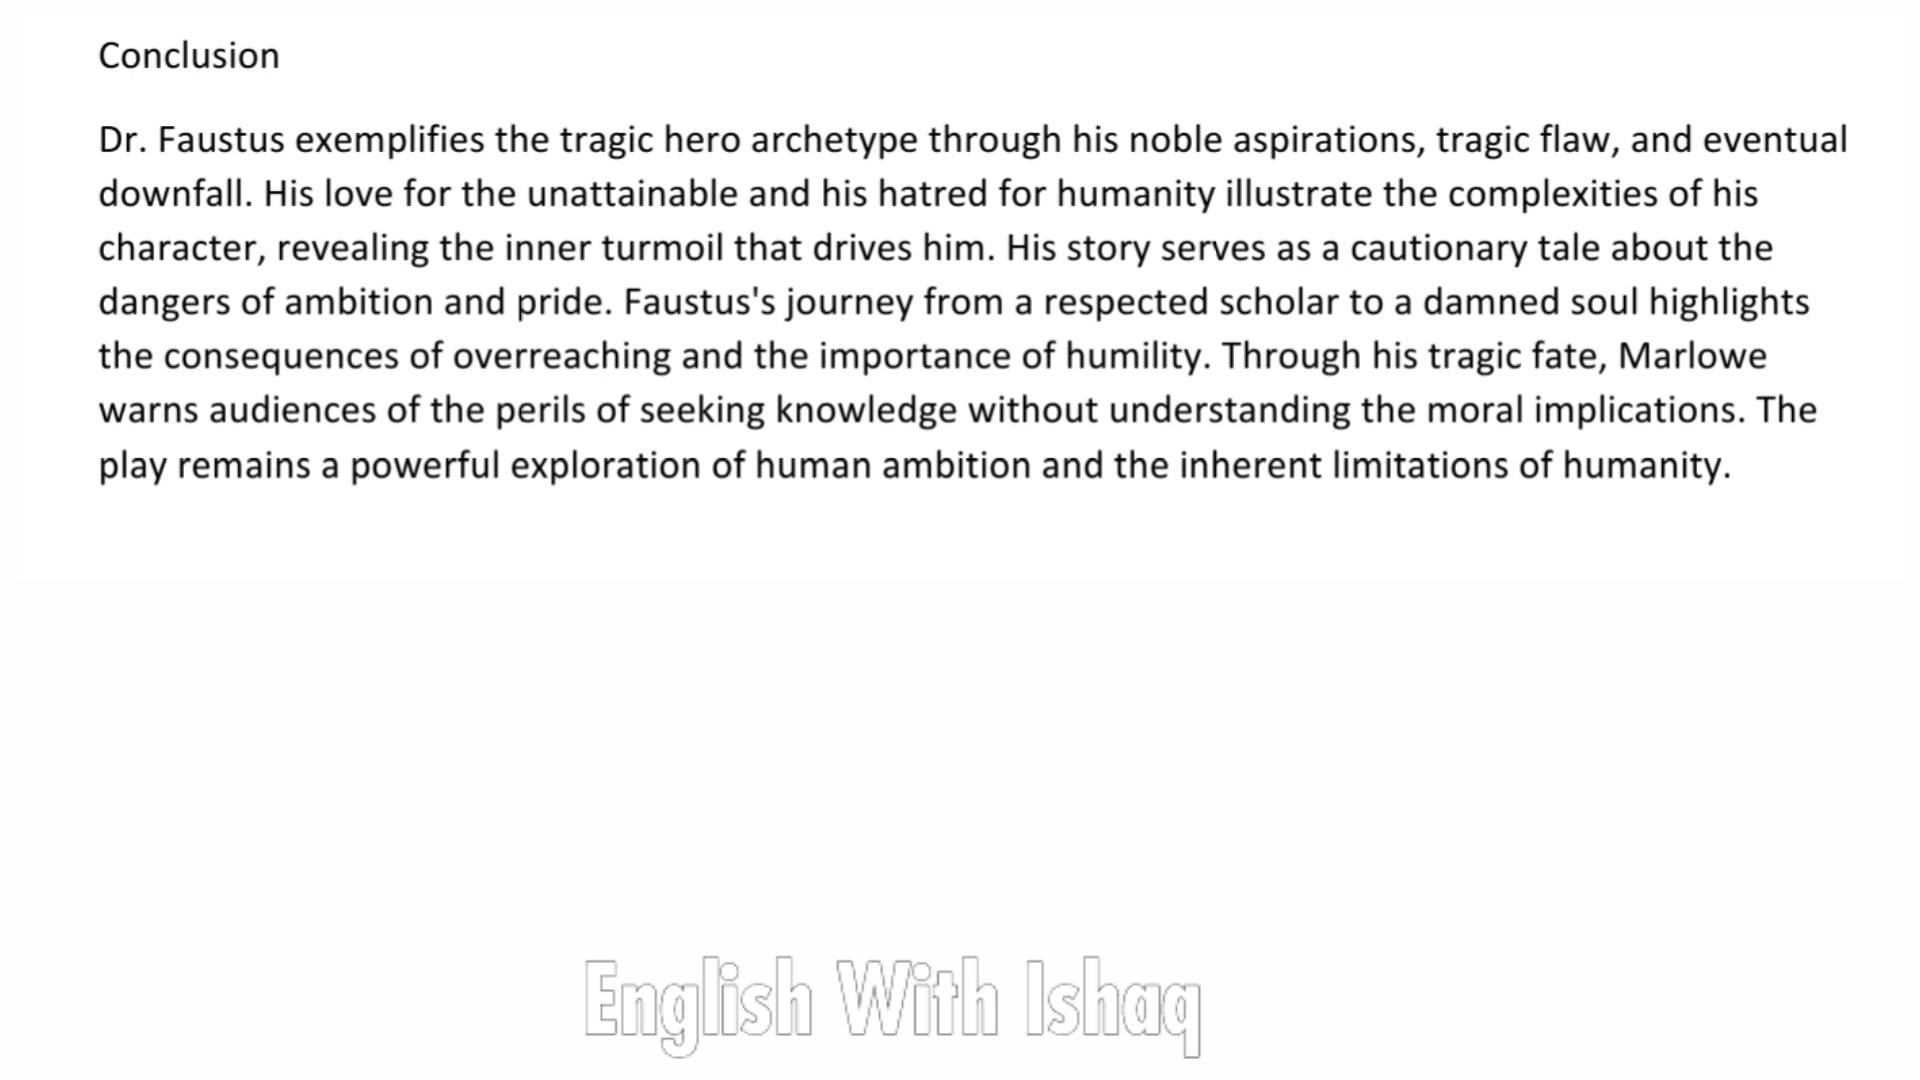 Conclusion
Dr. Faustus exemplifies the tragic hero archetype through his noble aspirations, tragic flaw, and eventual
downfall. His love for the unattainable and his hatred for humanity illustrate the complexities of his
character, revealing the inner turmoil that drives him. His story serves as a cautionary tale about the
dangers of ambition and pride. Faustus's journey from a respected scholar to a damned soul highlights
the consequences of overreaching and the importance of humility. Through his tragic fate, Marlowe
warns audiences of the perils of seeking knowledge without understanding the moral implications. The
play remains a powerful exploration of human ambition and the inherent limitations of humanity.
English With Ishaq